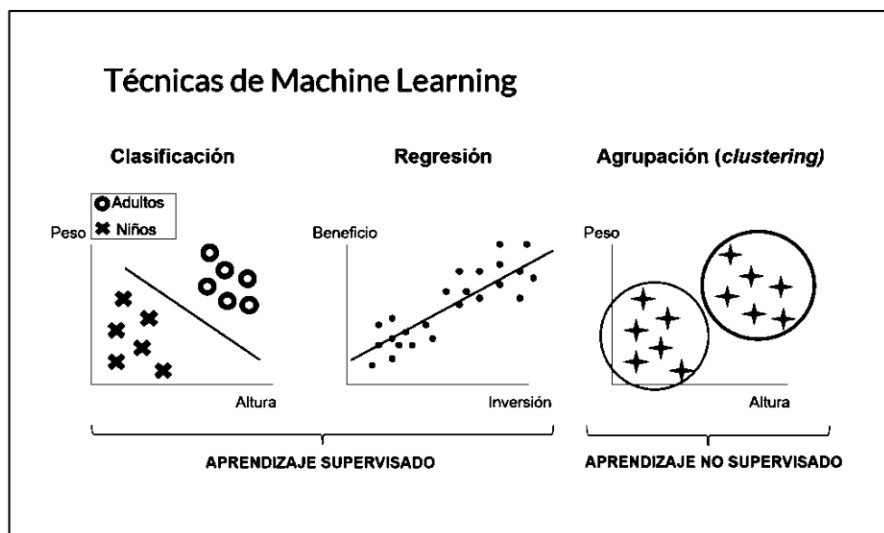 Técnicas de Machine Learning
Clasificación
Regresión
Agrupación (clustering)
Adultos
Niños
Peso
Altura
Beneficio
Inversión
Peso
Altura
APRENDIZAJE SUPERVISADO
APRENDIZAJE NO SUPERVISADO